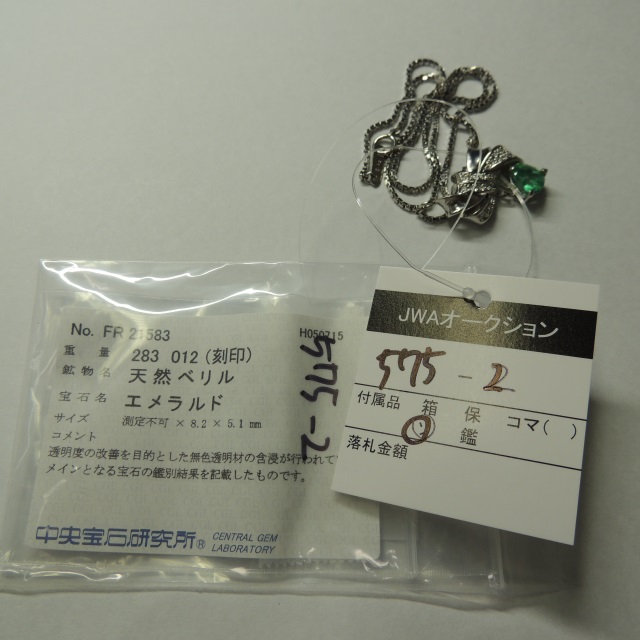 No. FR 21583
H050715
重 量 283 012 (刻印)
鉱 物 名 天然ベリル
宝 石 名 エメラルド
サ イ ズ 測定不可 × 8.2 × 5.1 mm
コメント
透明度の改善を目的とした無色透明材の含浸が行われて
メインとなる宝石の鑑別結果を記載したものです。
中央宝石研究所® CENTRAL GEM
LABORATORY
575-2
JWAオークション
575-2
付属品 箱 保 コマ( )
鑑
落札金額